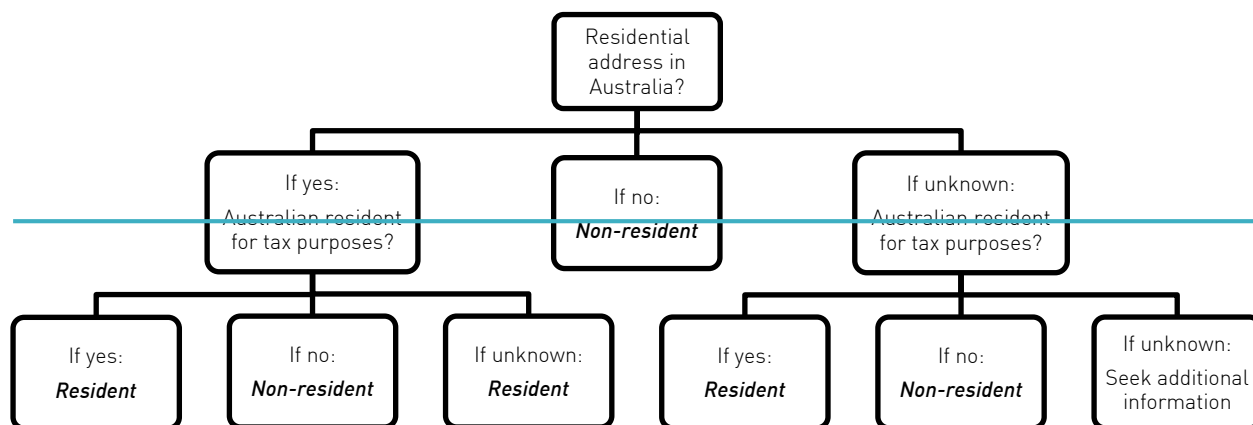 Residential
address in
Australia?
If yes:
Australian resident
for tax purposes?
If no:
Non-resident
If unknown:
Australian resident
for tax purposes?
If yes:
Resident
If no:
Non-resident
If unknown:
Resident
If yes:
Resident
If no:
Non-resident
If unknown:
Seek additional
information